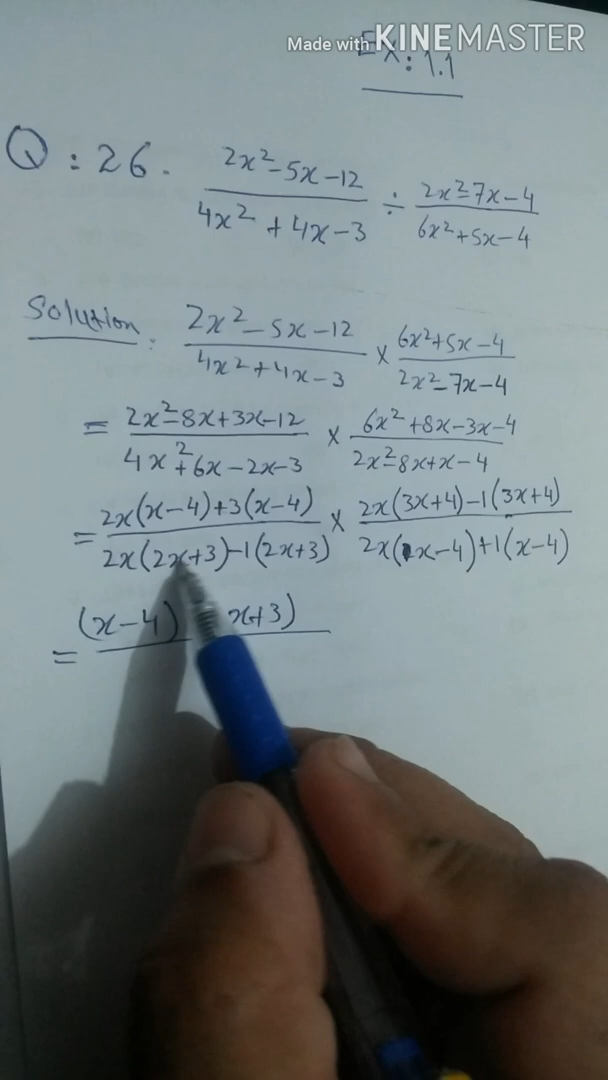 Made with KINEMASTER
Ex: 1.1
Q: 26. (2x²-5x-12)/(4x²+4x-3) ÷ (2x²-7x-4)/(6x²+5x-4)
Solution: (2x²-5x-12)/(4x²+4x-3) × (6x²+5x-4)/(2x²-7x-4)
= (2x²-8x+3x-12)/(4x²+6x-2x-3) × (6x²+8x-3x-4)/(2x²-8x+x-4)
= (2x(x-4)+3(x-4))/(2x(2x+3)-1(2x+3)) × (2x(3x+4)-1(3x+4))/(2x(x-4)+1(x-4))
= (x-4) x+3)